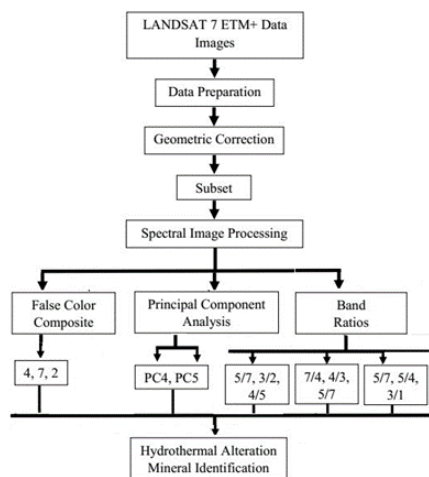 LANDSAT 7 ETM+ Data
Images
Data Preparation
Geometric Correction
Subset
Spectral Image Processing
False Color
Composite
Principal Component
Analysis
Band
Ratios
4, 7, 2
PC4, PC5
5/7, 3/2,
4/5
7/4, 4/3,
5/7
5/7, 5/4,
3/1
Hydrothermal Alteration
Mineral Identification